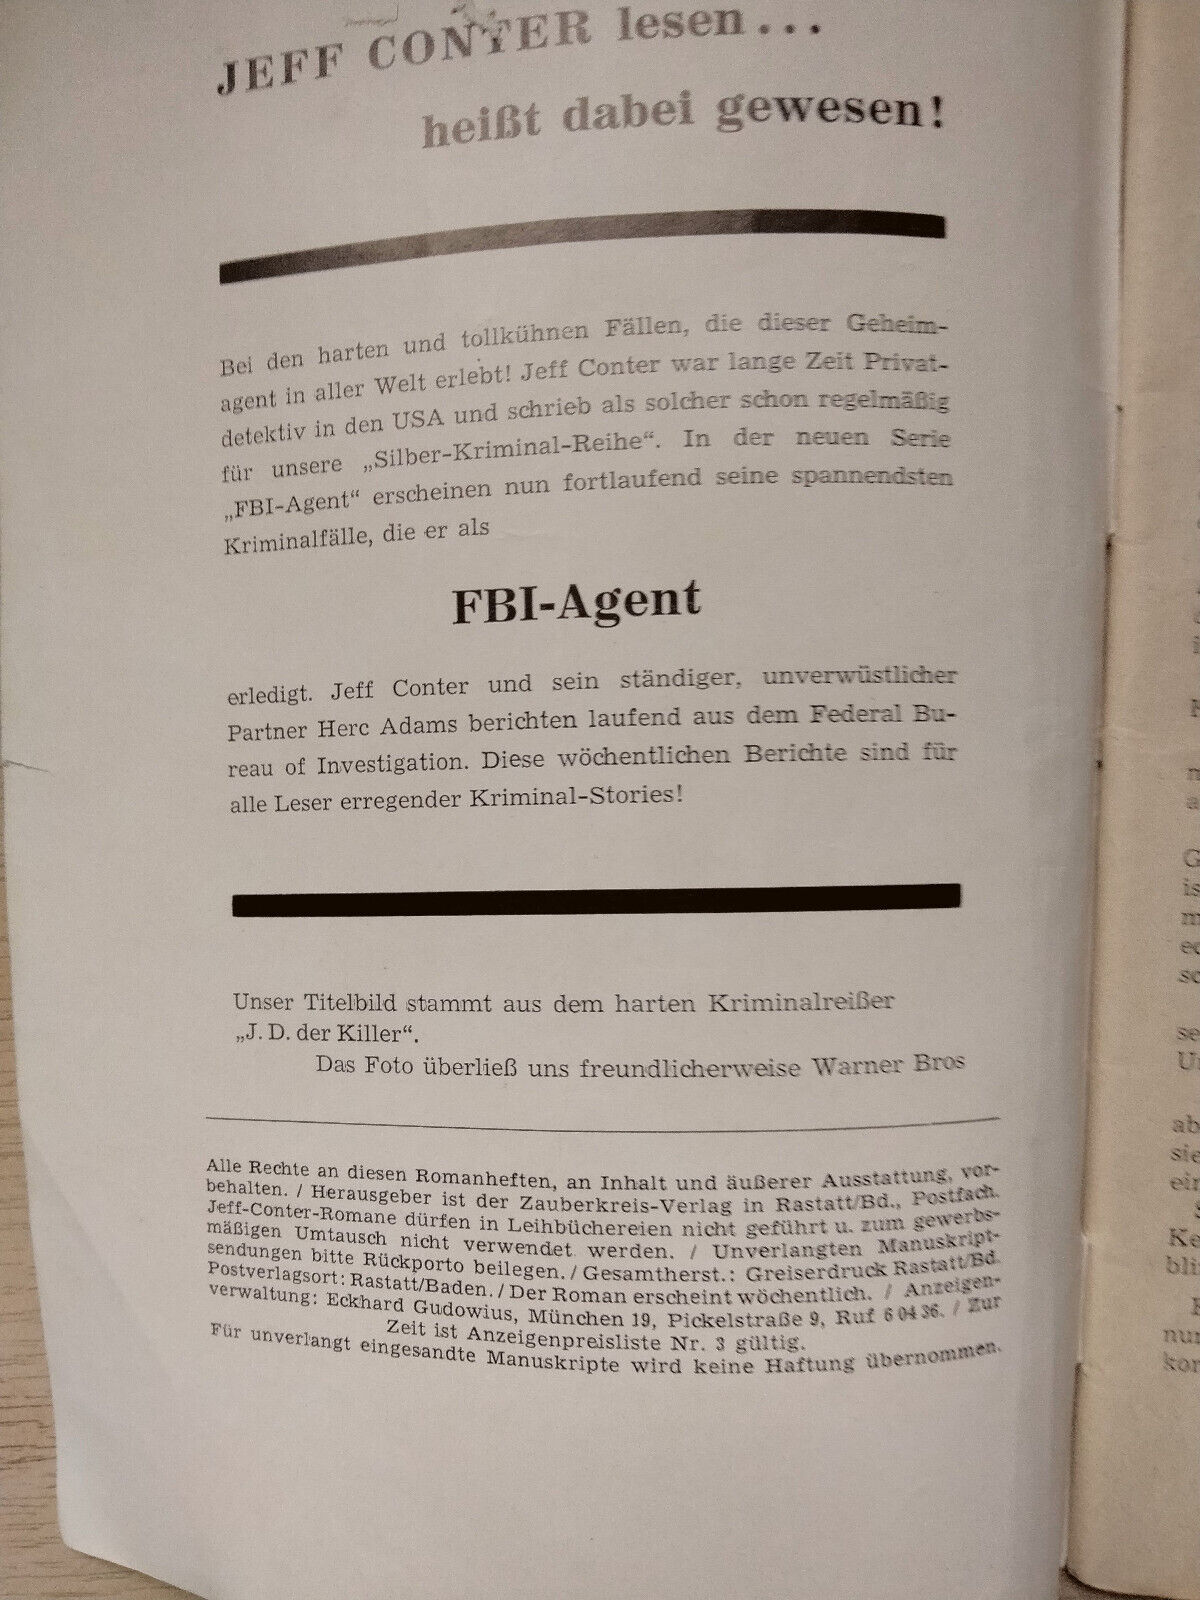 JEFF CONTER lesen...
heißt dabei gewesen!
Bei den harten und tollkühnen Fällen, die dieser Geheim-
agent in aller Welt erlebt! Jeff Conter war lange Zeit Privat-
detektiv in den USA und schrieb als solcher schon regelmäßig
für unsere „Silber-Kriminal-Reihe“. In der neuen Serie
„FBI-Agent“ erscheinen nun fortlaufend seine spannendsten
Kriminalfälle, die er als
FBI-Agent
erledigt. Jeff Conter und sein ständiger, unverwüstlicher
Partner Herc Adams berichten laufend aus dem Federal Bu-
reau of Investigation. Diese wöchentlichen Berichte sind für
alle Leser erregender Kriminal-Stories!
Unser Titelbild stammt aus dem harten Kriminalreißer
„J. D. der Killer“.
Das Foto überließ uns freundlicherweise Warner Bros
Alle Rechte an diesen Romanheften, an Inhalt und äußerer Ausstattung, vor-
behalten. / Herausgeber ist der Zauberkreis-Verlag in Rastatt/Bd., Postfach.
Jeff-Conter-Romane dürfen in Leihbüchereien nicht geführt u. zum gewerbs-
mäßigen Umtausch nicht verwendet werden. / Unverlangten Manuskript-
sendungen bitte Rückporto beilegen. / Gesamtherst.: Greiserdruck Rastatt/Bd.
Postverlagsort: Rastatt/Baden. / Der Roman erscheint wöchentlich. / Anzeigen-
verwaltung: Eckhard Gudowius, München 19, Pickelstraße 9, Ruf 6 04 36. / Zur
Zeit ist Anzeigenpreisliste Nr. 3 gültig.
Für unverlangt eingesandte Manuskripte wird keine Haftung übernommen.